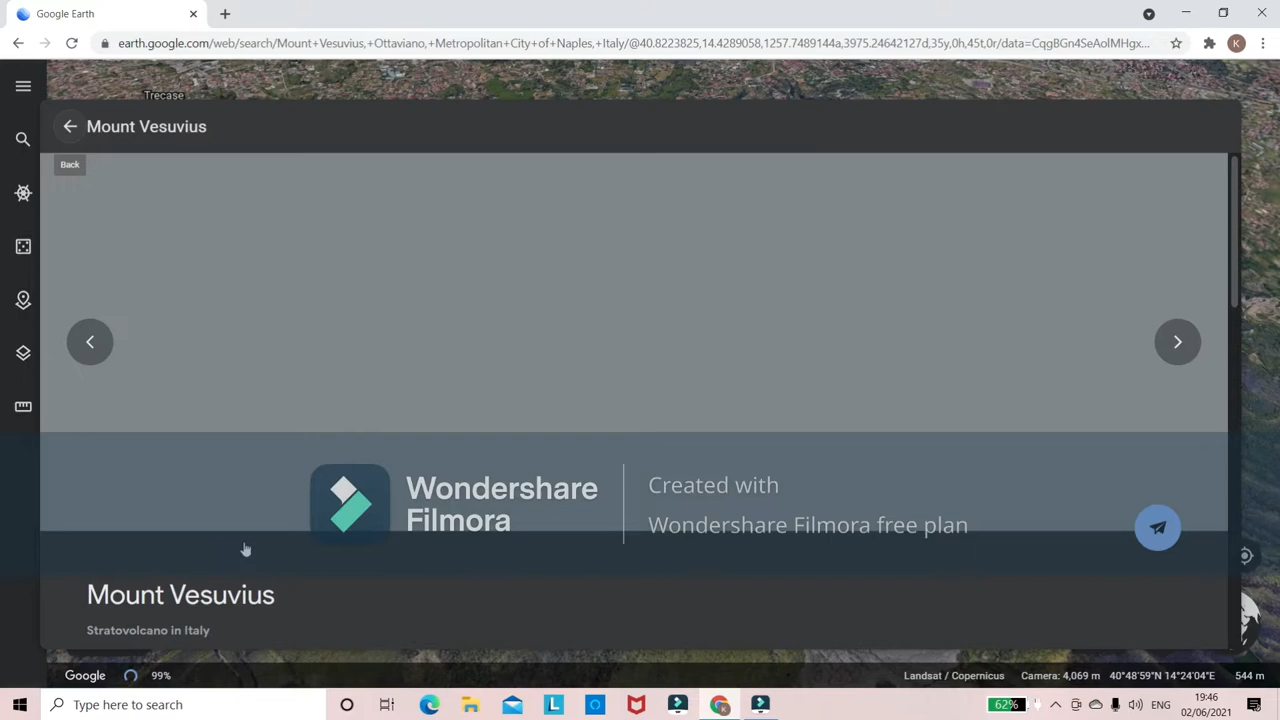 Google Earth
earth.google.com/web/search/Mount+Vesuvius,+Ottaviano,+Metropolitan+City+of+Naples,+Italy/@40.8223825,14.4289058,1257.7489144a,3975.24642127d,35y,0h,45t,0r/data=CqgBGn4SeAolMHgx...
K
Trecase
Mount Vesuvius
Back
Wondershare
Filmora
Created with
Wondershare Filmora free plan
Mount Vesuvius
Stratovolcano in Italy
Google 99% Landsat / Copernicus Camera: 4,069 m 40°48'59"N 14°24'04"E 544 m
Type here to search
L
K
62%
ENG
19:46
02/06/2021